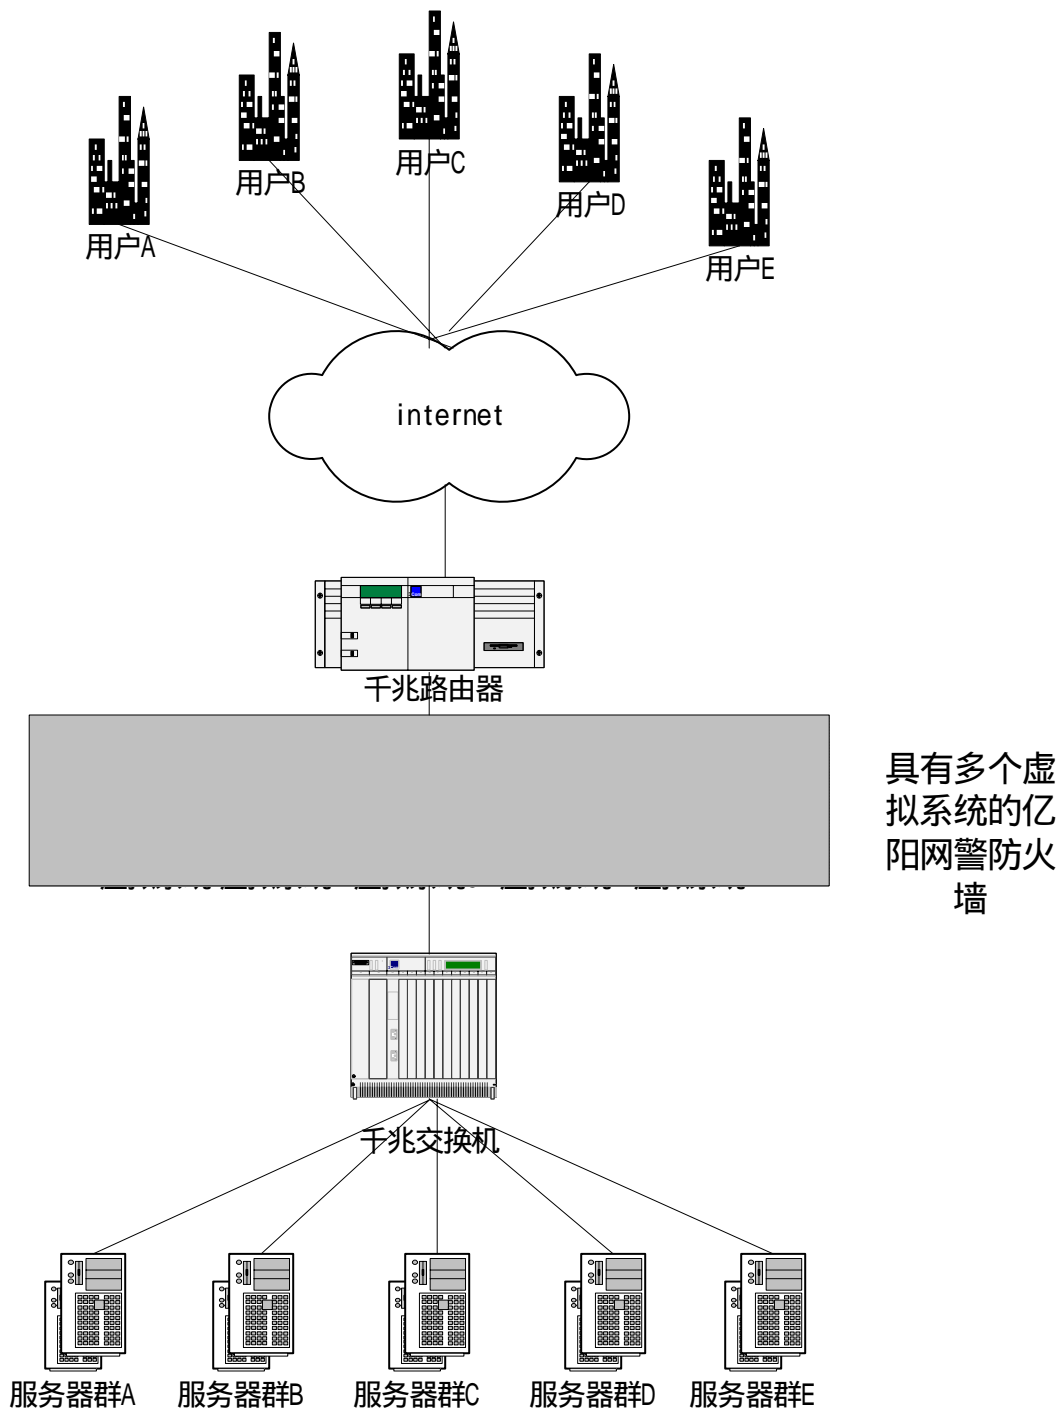 用户C
用户B
用户D
用户A
用户E
internet
千兆路由器
具有多个虚
拟系统的亿
阳网警防火
墙
千兆交换机
服务器群A
服务器群B
服务器群C
服务器群D
服务器群E